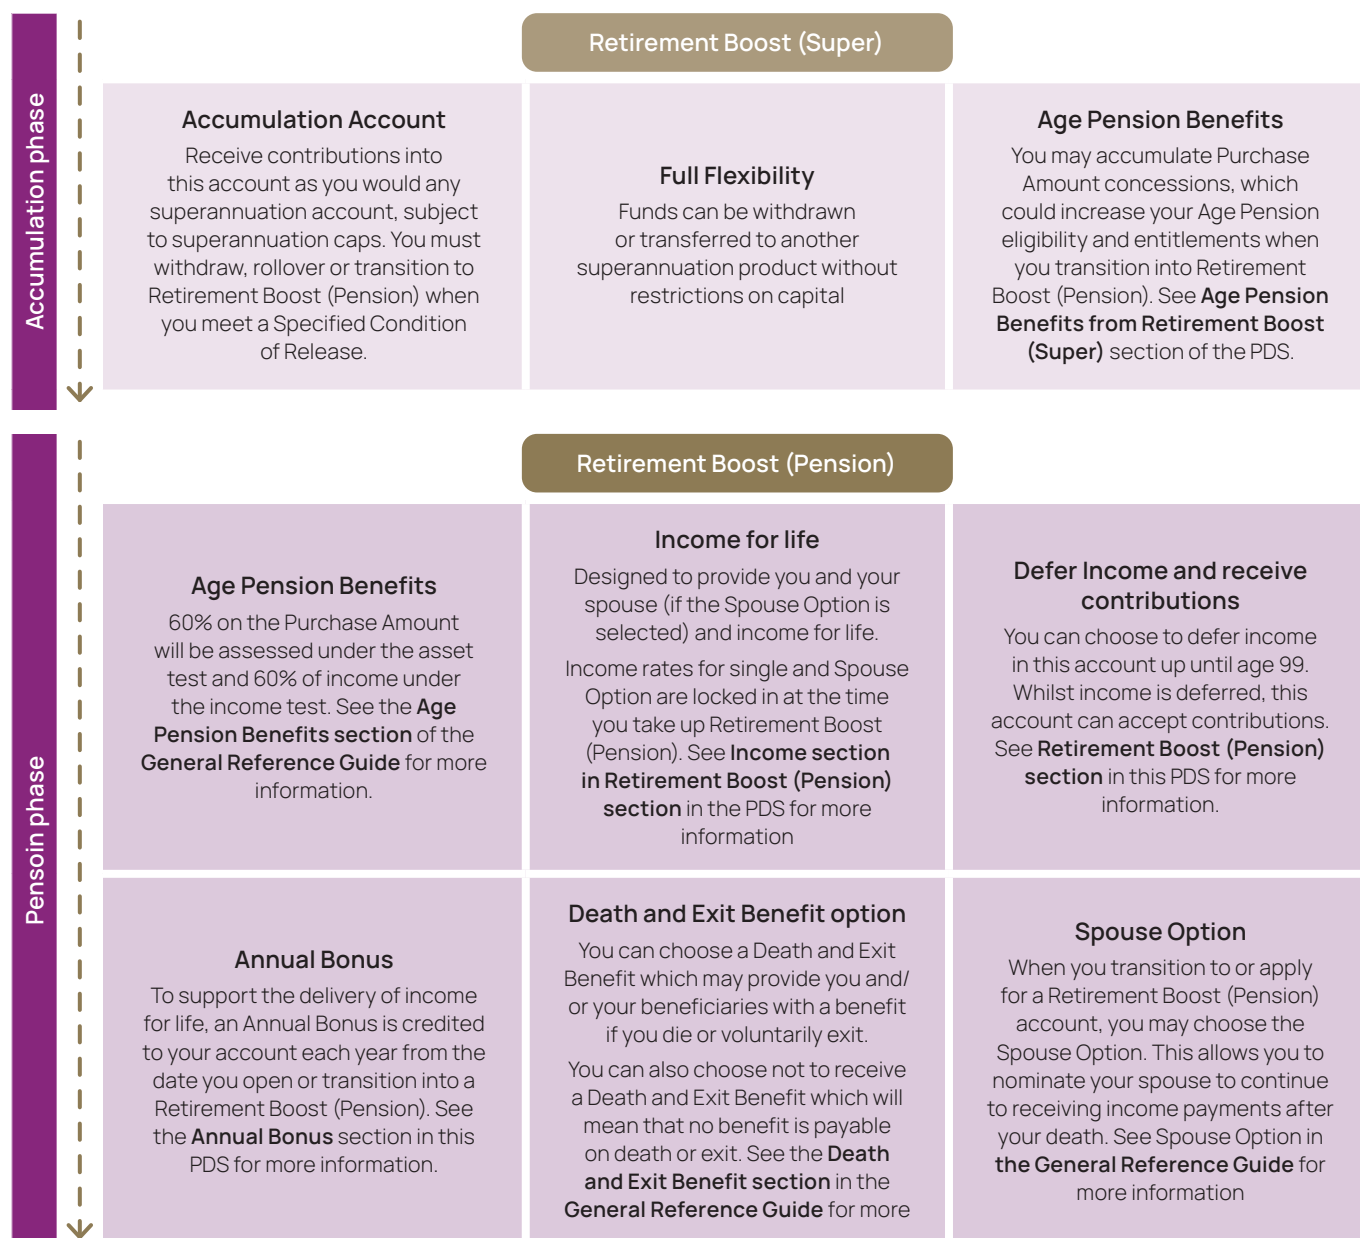 Accumulation phase
Retirement Boost (Super)
Accumulation Account
Receive contributions into
this account as you would any
superannuation account, subject
to superannuation caps. You must
withdraw, rollover or transition to
Retirement Boost (Pension) when
you meet a Specified Condition
of Release.
Full Flexibility
Funds can be withdrawn
or transferred to another
superannuation product without
restrictions on capital
Age Pension Benefits
You may accumulate Purchase
Amount concessions, which
could increase your Age Pension
eligibility and entitlements when
you transition into Retirement
Boost (Pension). See Age Pension
Benefits from Retirement Boost
(Super) section of the PDS.
Pensoin phase
Retirement Boost (Pension)
Age Pension Benefits
60% on the Purchase Amount
will be assessed under the asset
test and 60% of income under
the income test. See the Age
Pension Benefits section of the
General Reference Guide for more
information.
Income for life
Designed to provide you and your
spouse (if the Spouse Option is
selected) and income for life.
Income rates for single and Spouse
Option are locked in at the time
you take up Retirement Boost
(Pension). See Income section
in Retirement Boost (Pension)
section in the PDS for more
information
Defer Income and receive
contributions
You can choose to defer income
in this account up until age 99.
Whilst income is deferred, this
account can accept contributions.
See Retirement Boost (Pension)
section in this PDS for more
information.
Annual Bonus
To support the delivery of income
for life, an Annual Bonus is credited
to your account each year from the
date you open or transition into a
Retirement Boost (Pension). See
the Annual Bonus section in this
PDS for more information.
Death and Exit Benefit option
You can choose a Death and Exit
Benefit which may provide you and/
or your beneficiaries with a benefit
if you die or voluntarily exit.
You can also choose not to receive
a Death and Exit Benefit which will
mean that no benefit is payable
on death or exit. See the Death
and Exit Benefit section in the
General Reference Guide for more
Spouse Option
When you transition to or apply
for a Retirement Boost (Pension)
account, you may choose the
Spouse Option. This allows you to
nominate your spouse to continue
to receiving income payments after
your death. See Spouse Option in
the General Reference Guide for
more information